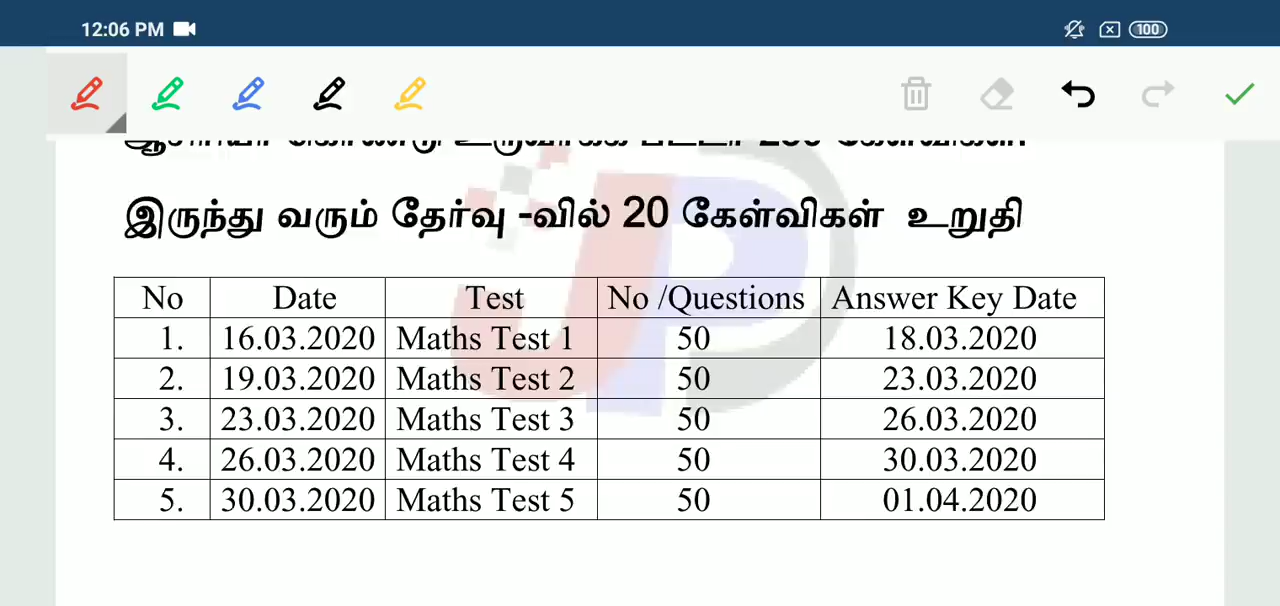 12:06 PM
100
இருந்து வரும் தேர்வு -வில் 20 கேள்விகள் உறுதி
No Date Test No /Questions Answer Key Date
1. 16.03.2020 Maths Test 1 50 18.03.2020
2. 19.03.2020 Maths Test 2 50 23.03.2020
3. 23.03.2020 Maths Test 3 50 26.03.2020
4. 26.03.2020 Maths Test 4 50 30.03.2020
5. 30.03.2020 Maths Test 5 50 01.04.2020